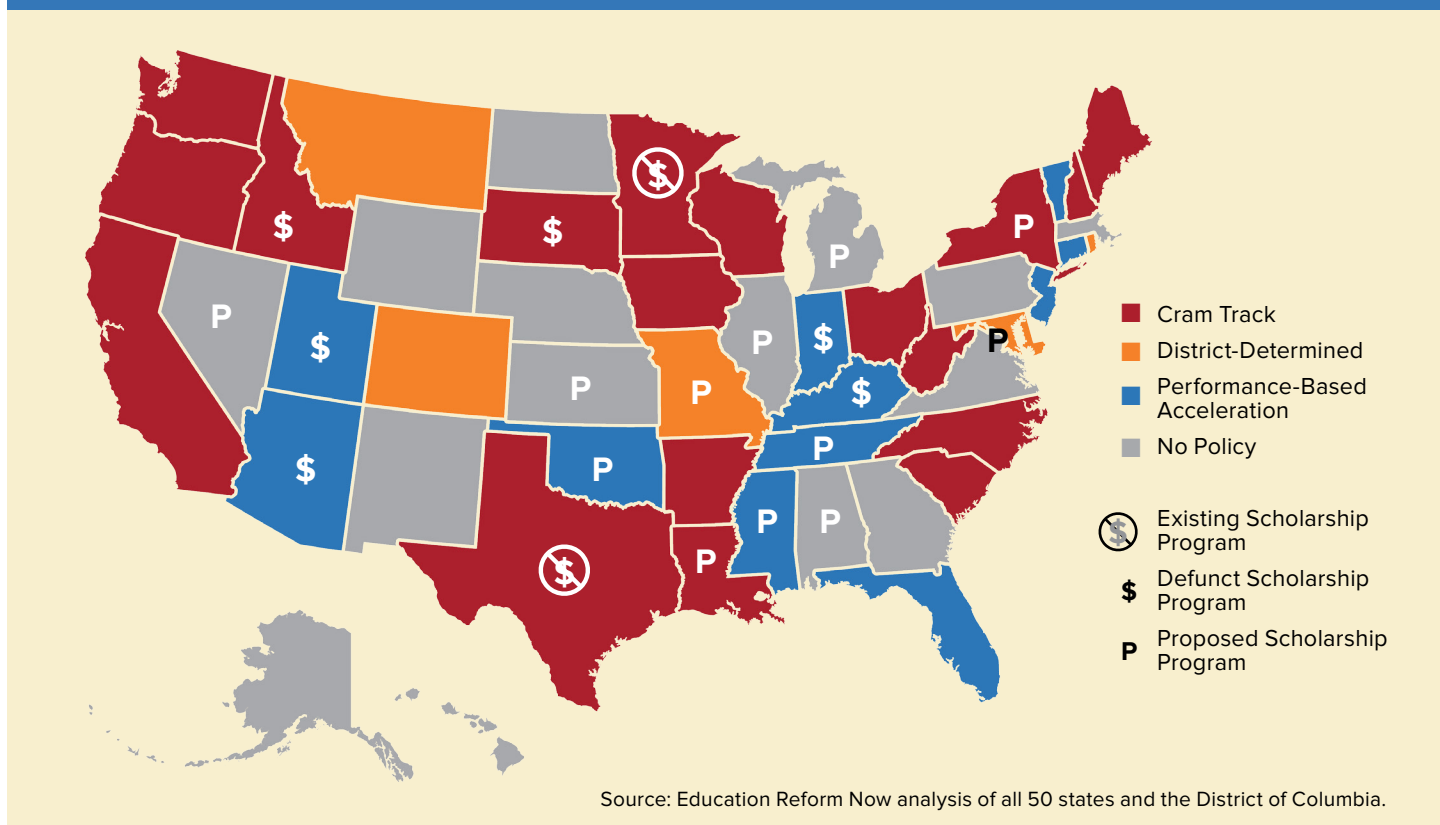 P
$
$
$
P
P
P
$
P
P
Cram Track
P
$
District-Determined
P
P
$
Performance-Based
Acceleration
No Policy
P
$
P
P
P
P
$
$
Existing Scholarship
Program
$
Defunct Scholarship
Program
P
Proposed Scholarship
Program
Source: Education Reform Now analysis of all 50 states and the District of Columbia.